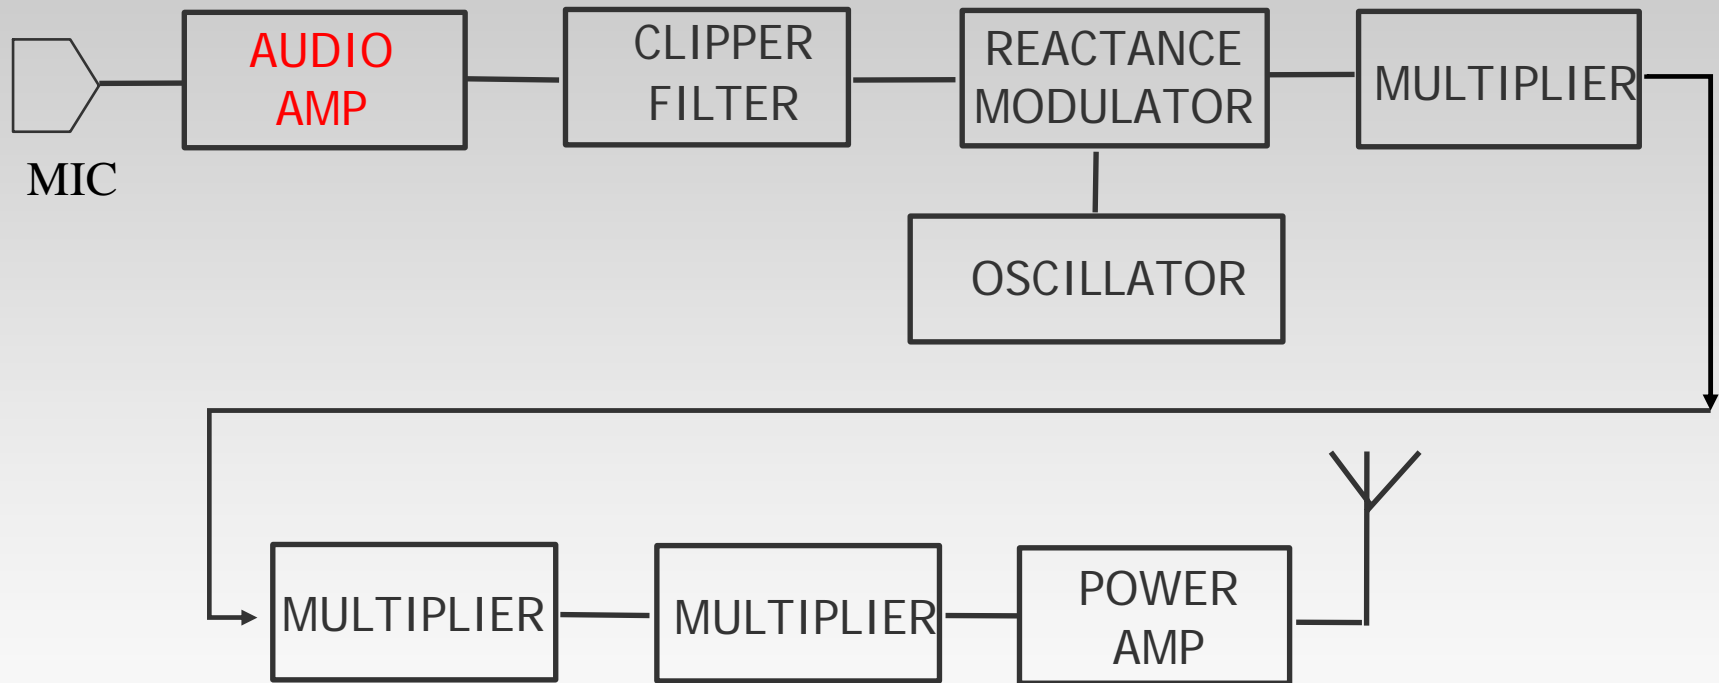 MIC
AUDIO
AMP
CLIPPER
FILTER
REACTANCE
MODULATOR
MULTIPLIER
OSCILLATOR
MULTIPLIER
MULTIPLIER
POWER
AMP